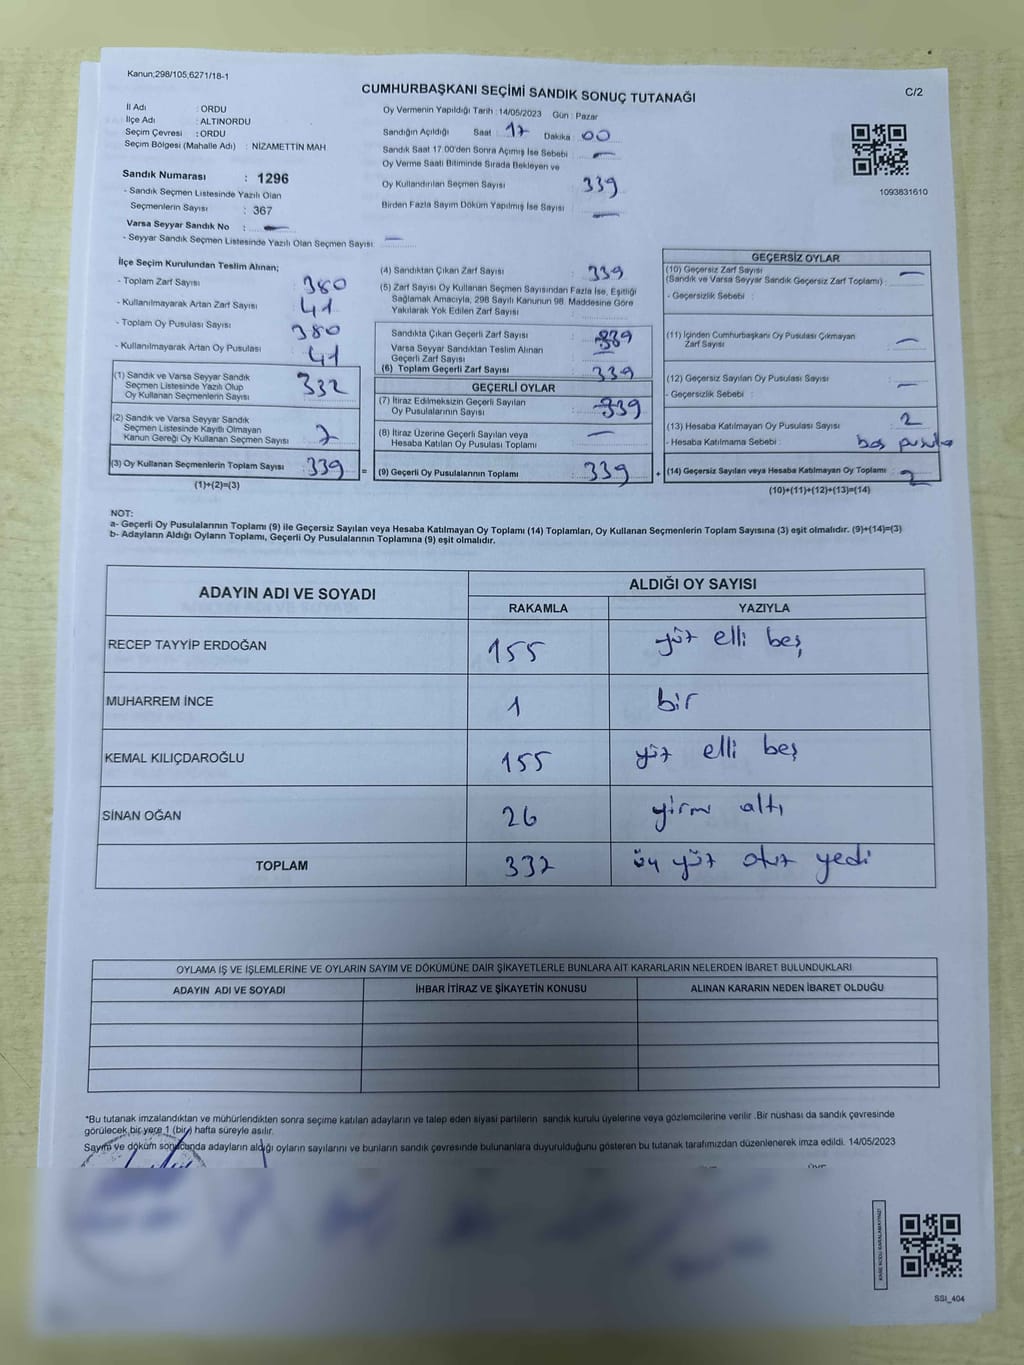 Kanun;298/105;6271/18-1
CUMHURBAŞKANI SEÇİMİ SANDIK SONUÇ TUTANAĞI
C/2
İl Adı : ORDU
İlçe Adı : ALTINORDU
Seçim Çevresi : ORDU
Seçim Bölgesi (Mahalle Adı) : NİZAMETTİN MAH
Sandık Numarası : 1296
- Sandık Seçmen Listesinde Yazılı Olan
Seçmenlerin Sayısı : 367
Varsa Seyyar Sandık No :
- Seyyar Sandık Seçmen Listesinde Yazılı Olan Seçmen Sayısı:
Oy Vermenin Yapıldığı Tarih : 14/05/2023 Gün : Pazar
Sandığın Açıldığı Saat 17 Dakika 00
Sandık Saat 17.00'den Sonra Açımış İse Sebebi :
Oy Verme Saati Bitiminde Sırada Bekleyen ve
Oy Kullandırılan Seçmen Sayısı : 339
Birden Fazla Sayım Döküm Yapılmış İse Sayısı :
1093831610
İlçe Seçim Kurulundan Teslim Alınan;
- Toplam Zarf Sayısı : 380
- Kullanılmayarak Artan Zarf Sayısı : 41
- Toplam Oy Pusulası Sayısı : 380
- Kullanılmayarak Artan Oy Pusulası : 41
(1) Sandık ve Varsa Seyyar Sandık
Seçmen Listesinde Yazılı Olup
Oy Kullanan Seçmenlerin Sayısı : 332
(2) Sandık ve Varsa Seyyar Sandık
Seçmen Listesinde Kayıtlı Olmayan
Kanun Gereği Oy Kullanan Seçmen Sayısı : 7
(3) Oy Kullanan Seçmenlerin Toplam Sayısı : 339 =
(1)+(2)=(3)
(4) Sandıktan Çıkan Zarf Sayısı : 339
(5) Zarf Sayısı Oy Kullanan Seçmen Sayısından Fazla İse, Eşitliği
Sağlamak Amacıyla, 298 Sayılı Kanunun 98. Maddesine Göre
Yakılarak Yok Edilen Zarf Sayısı :
Sandıkta Çıkan Geçerli Zarf Sayısı : 339
Varsa Seyyar Sandıktan Teslim Alınan
Geçerli Zarf Sayısı :
(6) Toplam Geçerli Zarf Sayısı : 339
GEÇERLİ OYLAR
(7) İtiraz Edilmeksizin Geçerli Sayılan
Oy Pusulalarının Sayısı : 339
(8) İtiraz Üzerine Geçerli Sayılan veya
Hesaba Katılan Oy Pusulası Sayısı :
(9) Geçerli Oy Pusulalarının Toplamı : 339 +
GEÇERSİZ OYLAR
(10) Geçersiz Zarf Sayısı
(Sandık ve Varsa Seyyar Sandık Geçersiz Zarf Toplamı) :
- Geçersizlik Sebebi :
(11) İçinden Cumhurbaşkanı Oy Pusulası Çıkmayan
Zarf Sayısı :
(12) Geçersiz Sayılan Oy Pusulası Sayısı :
- Geçersizlik Sebebi :
(13) Hesaba Katılmayan Oy Pusulası Sayısı : 2
- Hesaba Katılmama Sebebi : boş pusula
(14) Geçersiz Sayılan veya Hesaba Katılmayan Oy Toplamı : 2
(10)+(11)+(12)+(13)=(14)
NOT:
a- Geçerli Oy Pusulalarının Toplamı (9) ile Geçersiz Sayılan veya Hesaba Katılmayan Oy Toplamı (14) Toplamları, Oy Kullanan Seçmenlerin Toplam Sayısına (3) eşit olmalıdır. (9)+(14)=(3)
b- Adayların Aldığı Oyların Toplamı, Geçerli Oy Pusulalarının Toplamına (9) eşit olmalıdır.
ADAYIN ADI VE SOYADI ALDIĞI OY SAYISI
RAKAMLA YAZIYLA
RECEP TAYYİP ERDOĞAN 155 yüz elli beş
MUHARREM İNCE 1 bir
KEMAL KILIÇDAROĞLU 155 yüz elli beş
SİNAN OĞAN 26 yirmi altı
TOPLAM 337 üç yüz otuz yedi
OYLAMA İŞ VE İŞLEMLERİNE VE OYLARIN SAYIM VE DÖKÜMÜNE DAİR ŞİKAYETLERLE BUNLARA AİT KARARLARIN NELERDEN İBARET BULUNDUKLARI
ADAYIN ADI VE SOYADI İHBAR İTİRAZ VE ŞİKAYETİN KONUSU ALINAN KARARIN NEDEN İBARET OLDUĞU
*Bu tutanak imzalandıktan ve mühürlendikten sonra seçime katılan adayların ve talep eden siyasi partilerin sandık kurulu üyelerine veya gözlemcilerine verilir .Bir nüshası da sandık çevresinde
görülecek bir yere 1 (bir) hafta süreyle asılır.
Sayım ve döküm sonucunda adayların aldığı oyların sayılarını ve bunların sandık çevresinde bulunanlara duyurulduğunu gösteren bu tutanak tarafımızdan düzenlenerek imza edildi. 14/05/2023
KARE KODU KARALAMAYINIZ!
SSI_404